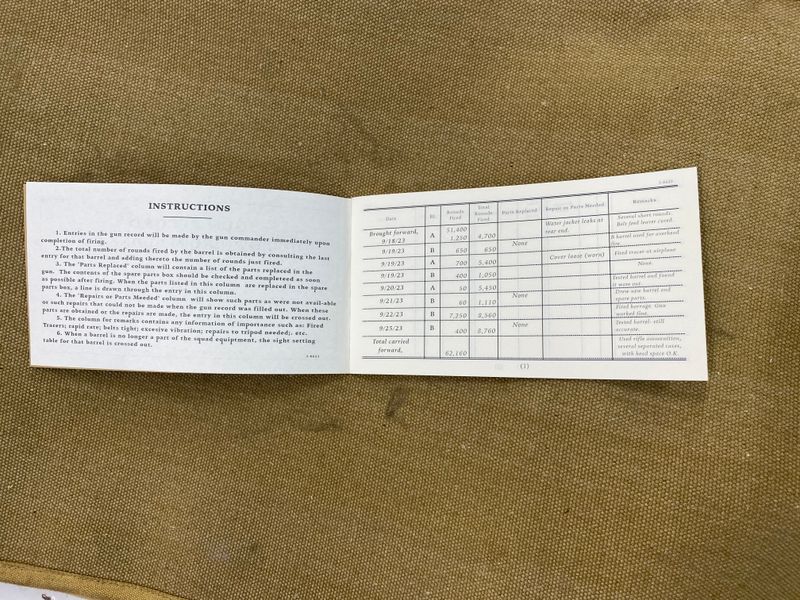 INSTRUCTIONS
1. Entries in the gun record will be made by the gun commander immediately upon
completion of firing.
2.The total number of rounds fired by the barrel is obtained by consulting the last
entry for that barrel and adding thereto the number of rounds just fired.
3. The 'Parts Replaced' column will contain a list of the parts replaced in the
gun. The contents of the spare parts box should be checked and completeed as soon
as possible after firing. When the parts listed in this column are replaced in the spare
parts box, a line is drawn through the entry in this column.
4. The 'Repairs or Parts Meeded' column will show such parts as were not avail-able
or such repairs that could not be made when the gun record was filled out. When these
parts are obtained or the repairs are made, the entry in this column will be crossed out.
5. The column for remarks contains any information of importance such as: Fired
Tracers; rapid rate; belts tight; excesive vibration; repairs to tripod needed;. etc.
6. When a barrel is no longer a part of the squad equiptment, the sight setting
table for that barrel is crossed out.
Date Rounds Fired Total Rounds Fired Parts Replaced Repair or Parts Needed Remarks
Brought forward, 51,400 Water jacket leaks at Several short rounds.
9/18/23 A 1,250 4,700 rear end. Belt feed lever cured.
9/19/23 B 650 650 None B barrel used for overhead
fire
9/19/23 A 700 5,400 Cover loose (worn) Fired tracer at airplane
9/19/23 B 400 1,050 None.
9/20/23 A 50 5,450 Tested barrel and found
it worn out.
9/21/23 B 60 1,110 None Drew new barrel and
spare parts.
9/22/23 B 7,250 8,360 Fired barrage. Gun
worked fine.
9/25/23 B 400 8,760 None Tested barrel: still
accurate.
Total carried Used rifle ammunition,
forward, 62,160 several seperated cases,
with head space O.K.
(1)